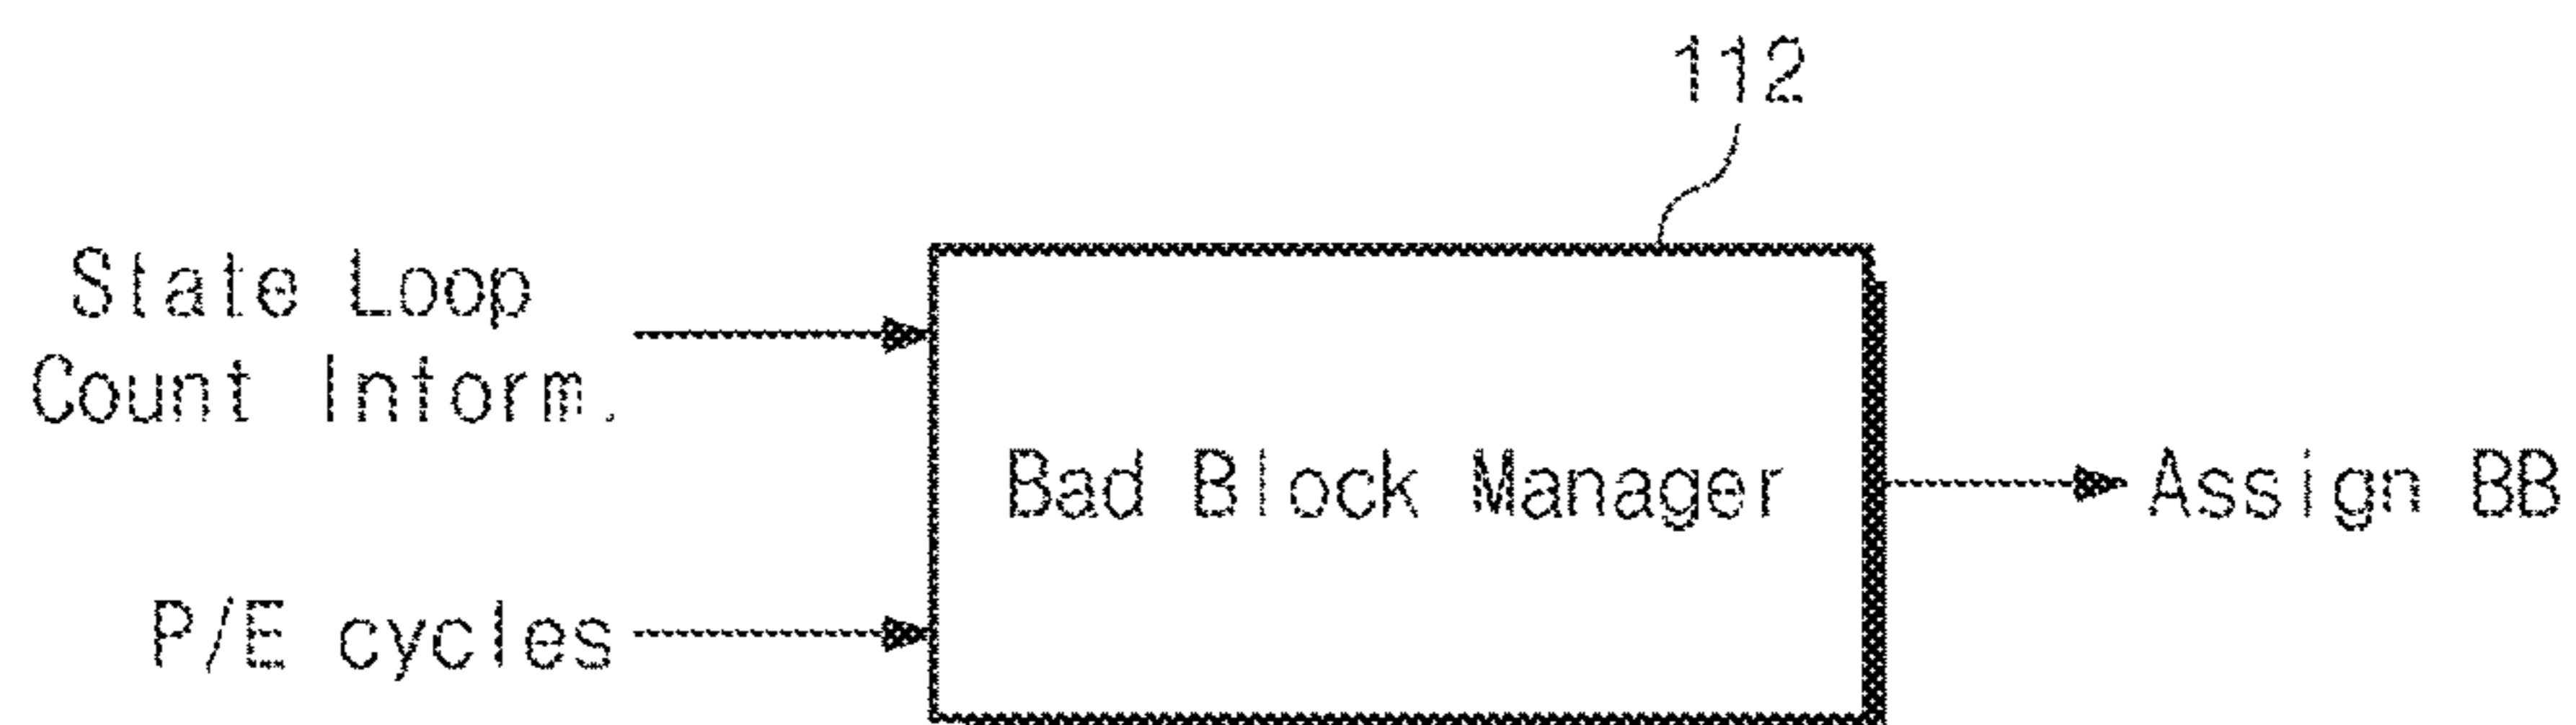 112
State Loop
Count Inform.
Bad Block Manager
Assign BB
P/E cycles